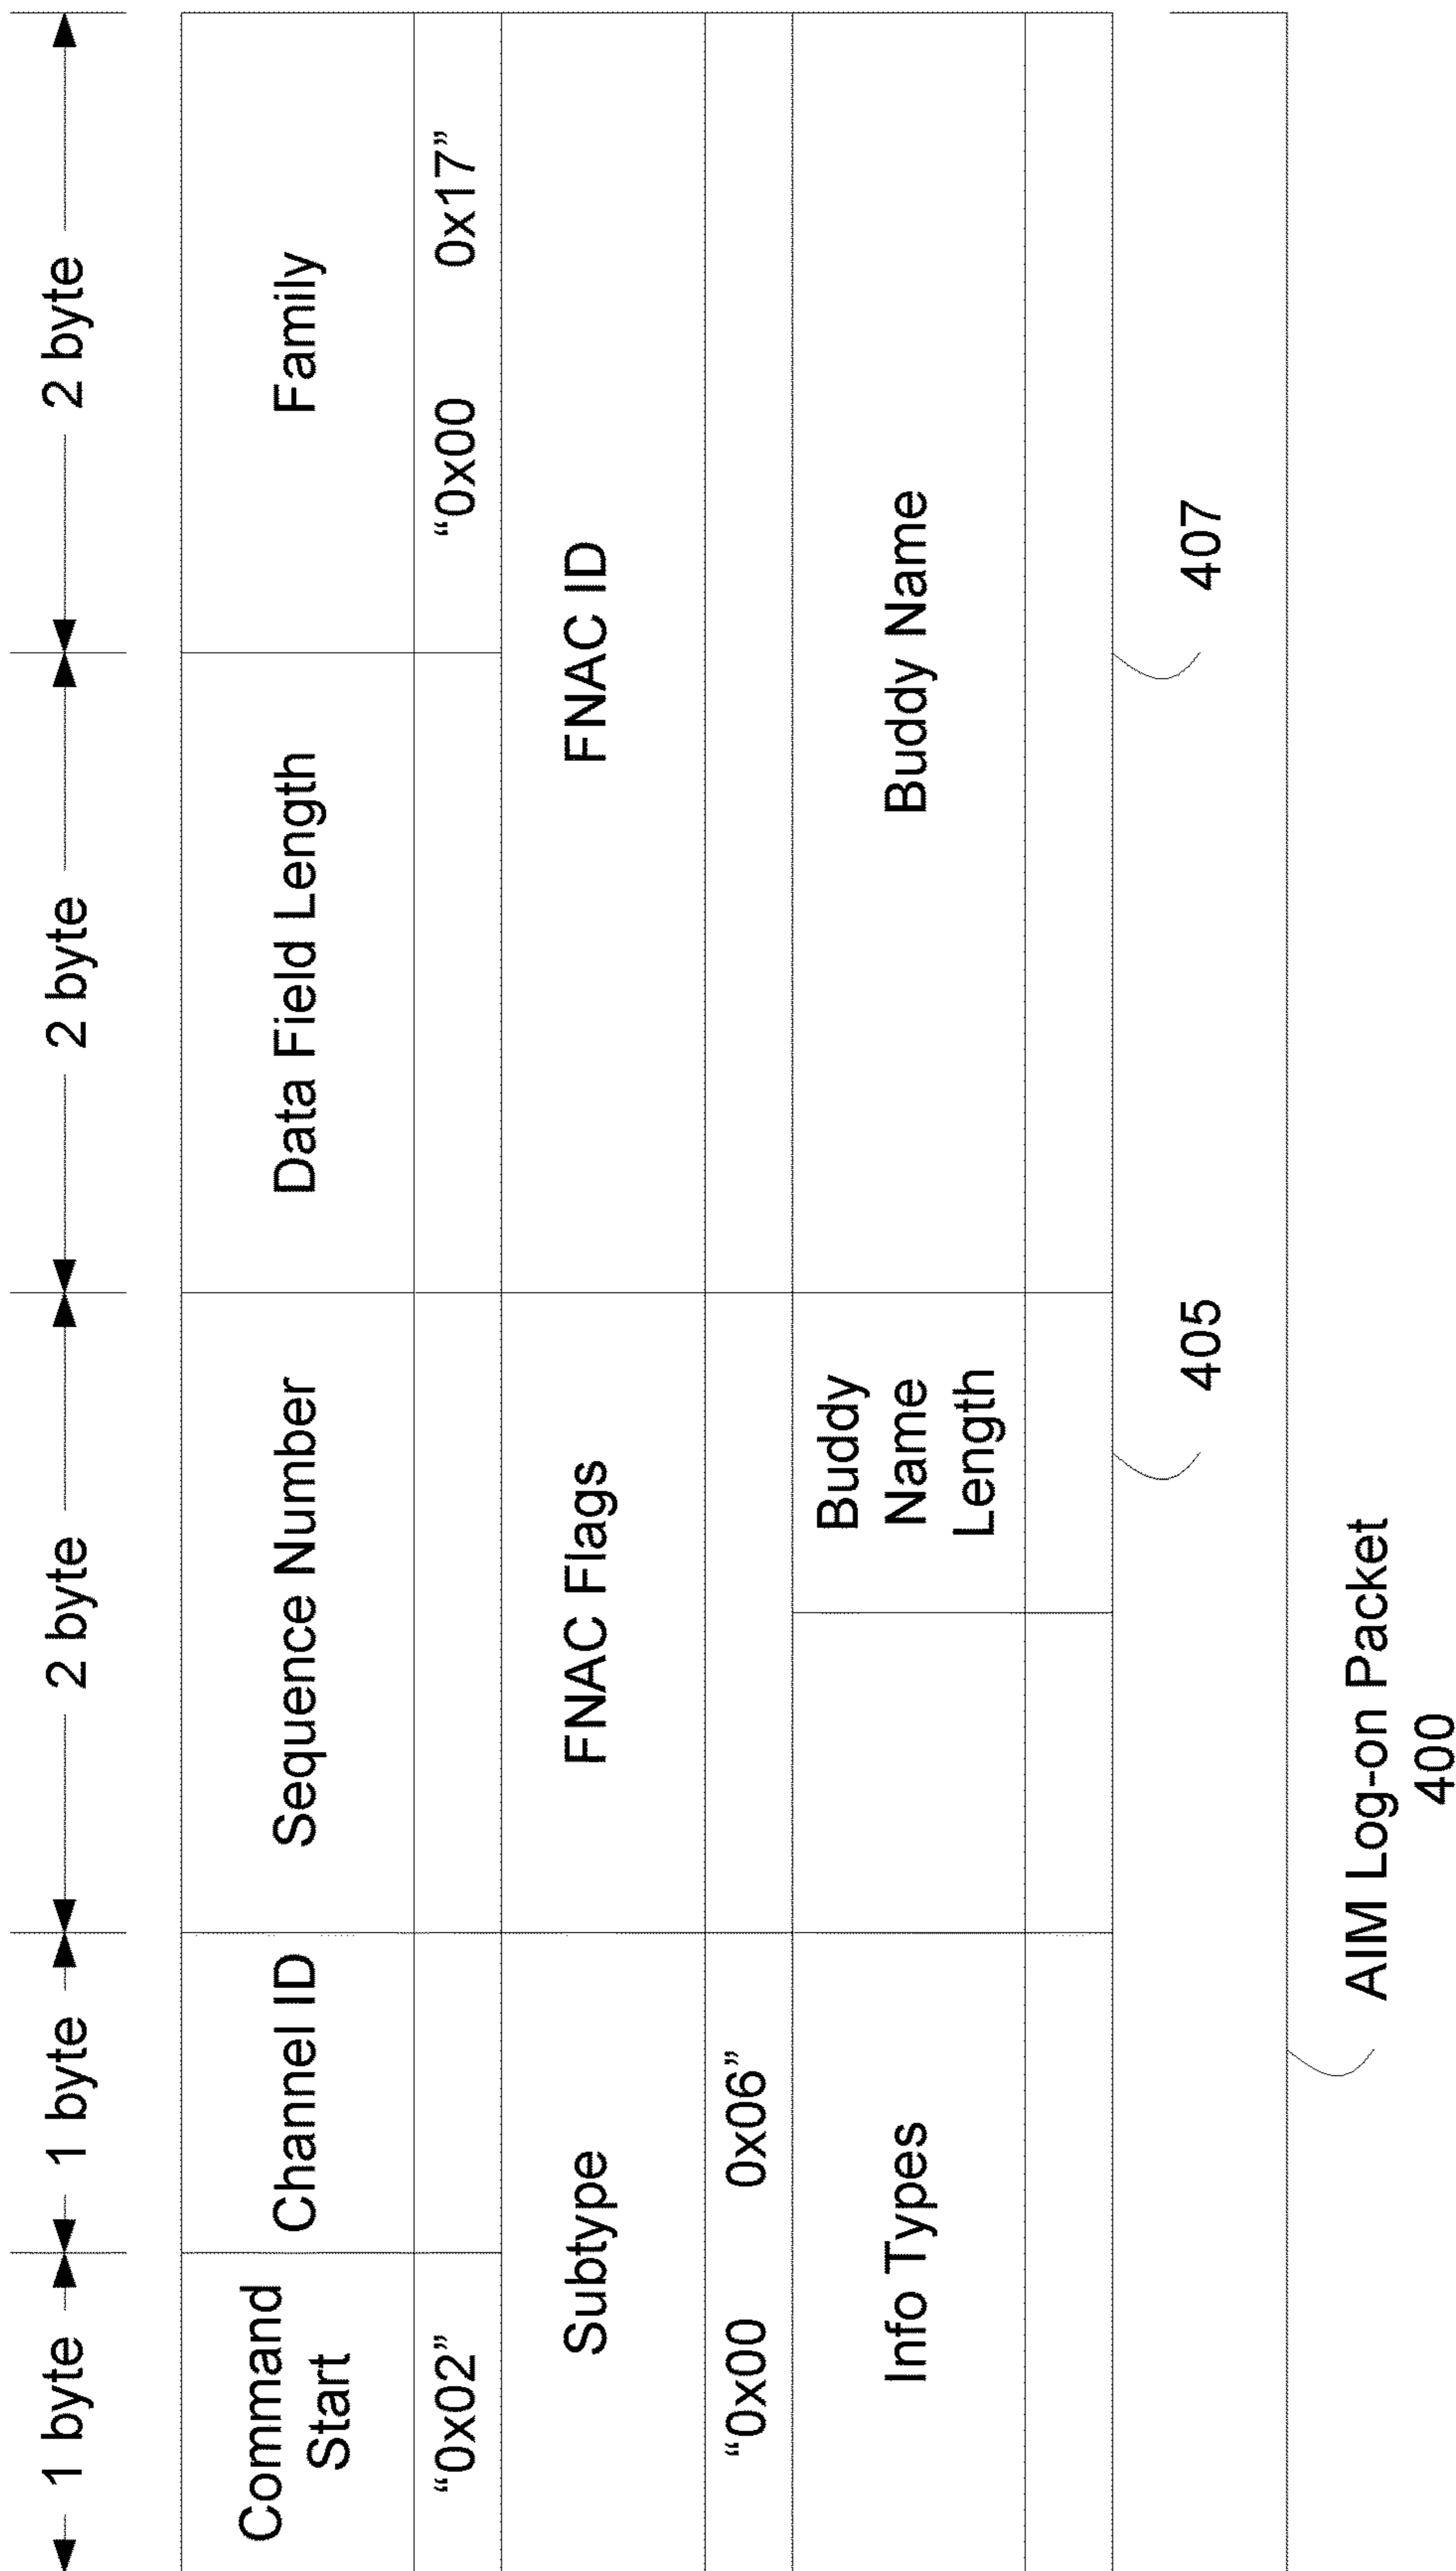 1 byte
1 byte
2 byte
2 byte
2 byte
Command
Start
Channel ID
Sequence Number
Data Field Length
Family
“0x02”
“0x00 0x17”
Subtype
FNAC Flags
FNAC ID
“0x00 0x06”
Info Types
Buddy
Name
Length
Buddy Name
405
407
AIM Log-on Packet
400